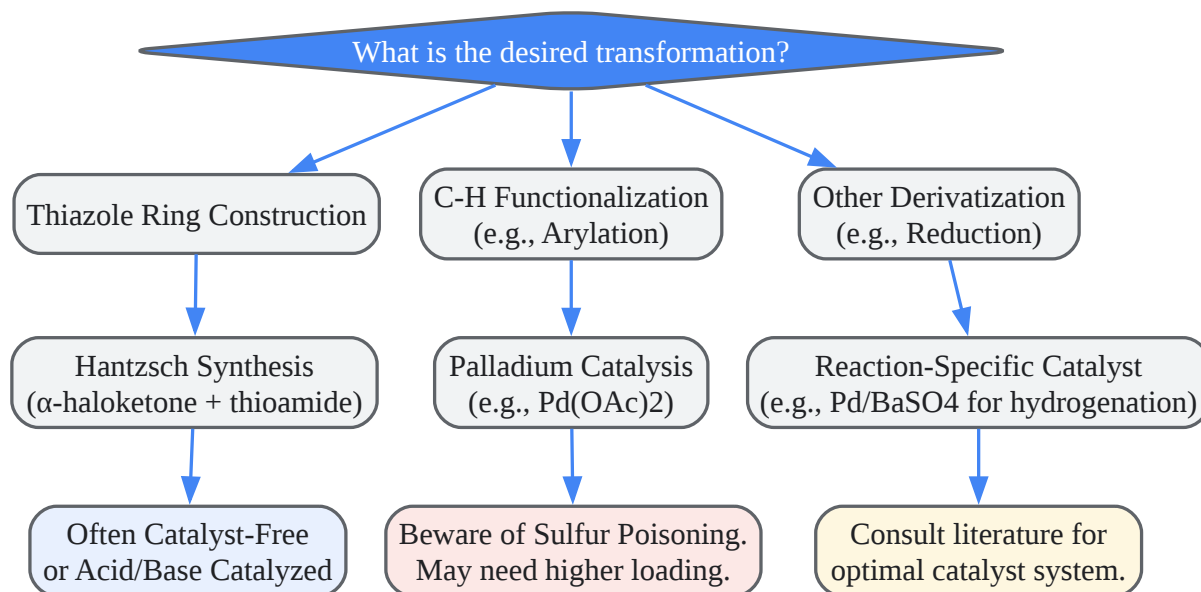 What is the desired transformation?
Thiazole Ring Construction
C-H Functionalization
(e.g., Arylation)
Other Derivatization
(e.g., Reduction)
Hantzsch Synthesis
(α-haloketone + thioamide)
Palladium Catalysis
(e.g., Pd(OAc)2)
Reaction-Specific Catalyst
(e.g., Pd/BaSO4 for hydrogenation)
Often Catalyst-Free
or Acid/Base Catalyzed
Beware of Sulfur Poisoning.
May need higher loading.
Consult literature for
optimal catalyst system.